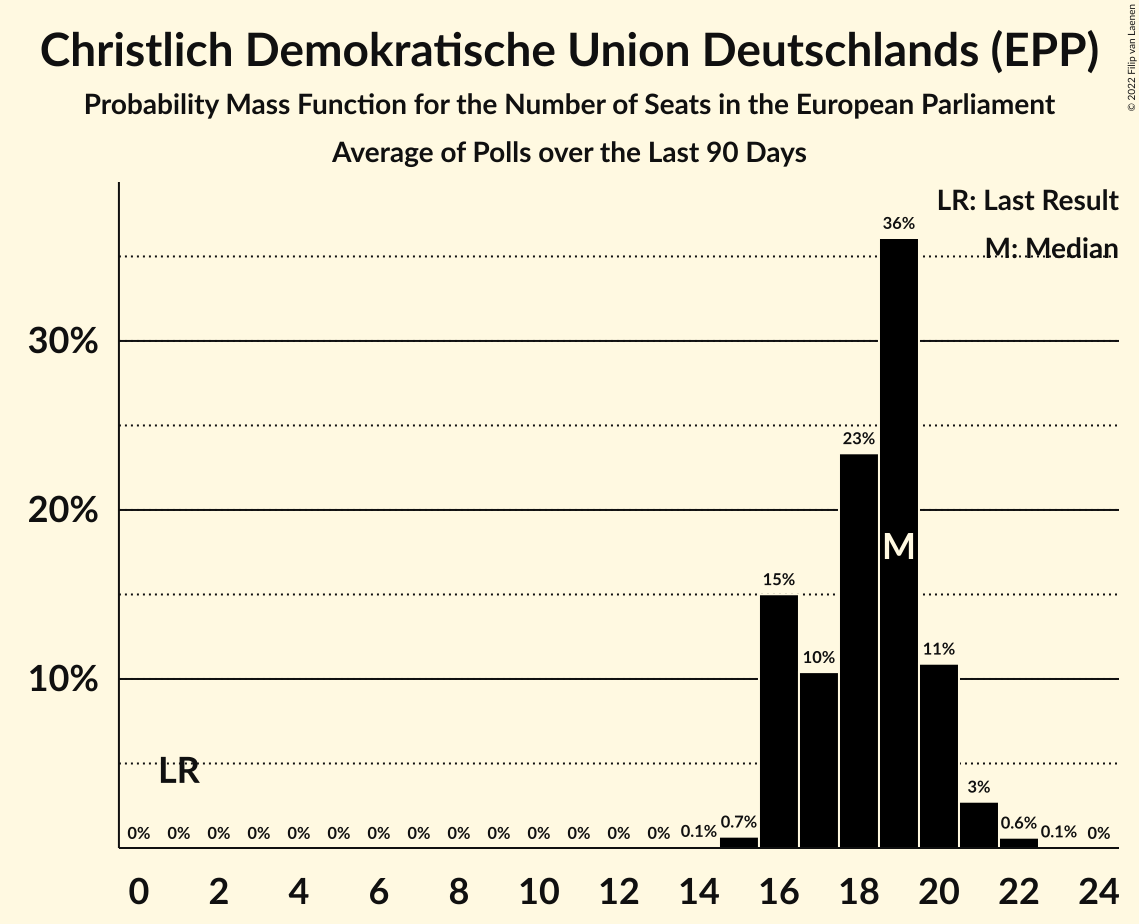 Christlich Demokratische Union Deutschlands (EPP)
Probability Mass Function for the Number of Seats in the European Parliament
Average of Polls over the Last 90 Days
© 2022 Filip van Laenen
LR: Last Result
M: Median
36%
30%
23%
20%
M
15%
11%
10%
10%
LR
3%
0% 0% 0% 0% 0% 0% 0% 0% 0% 0% 0% 0% 0% 0% 0.1% 0.7% 0.6% 0.1% 0%
0 2 4 6 8 10 12 14 16 18 20 22 24